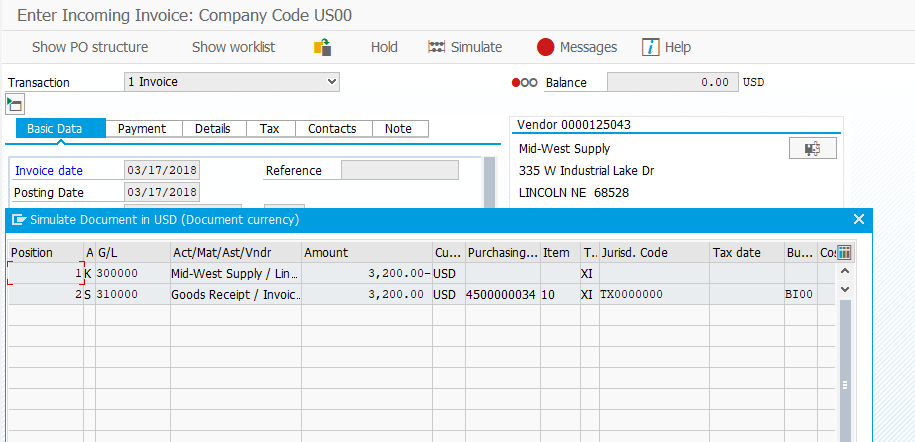 Enter Incoming Invoice: Company Code US00
Show PO structure Show worklist Hold Simulate Messages Help
Transaction 1 Invoice Balance 0.00 USD
Basic Data Payment Details Tax Contacts Note Vendor 0000125043
Invoice date 03/17/2018 Reference Mid-West Supply
335 W Industrial Lake Dr
Posting Date 03/17/2018 LINCOLN NE 68528
Simulate Document in USD (Document currency)
Position A G/L Act/Mat/Ast/Vndr Amount Cu... Purchasing... Item T.. Jurisd. Code Tax date Bu... Cos
1 K 300000 Mid-West Supply / Lin... 3,200.00- USD XI
2 S 310000 Goods Receipt / Invoic.. 3,200.00 USD 4500000034 10 XI TX0000000 BI00